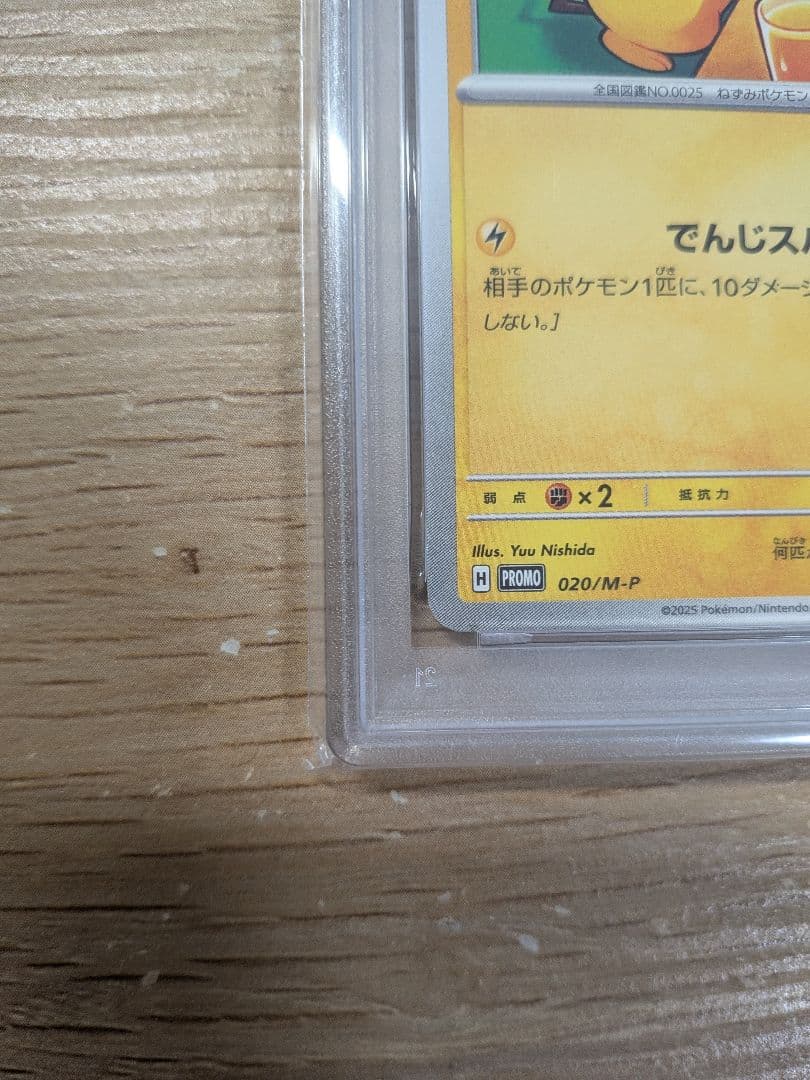 全国図鑑NO.0025 ねずみポケモン
でんじス
あいて びき
相手のポケモン1匹に、10ダメージ
しない。]
弱点 ×2 抵抗力
Illus. Yuu Nishida
なんびき
何匹
H PROMO 020/M-P
©2025 Pokémon/Nintendo
21